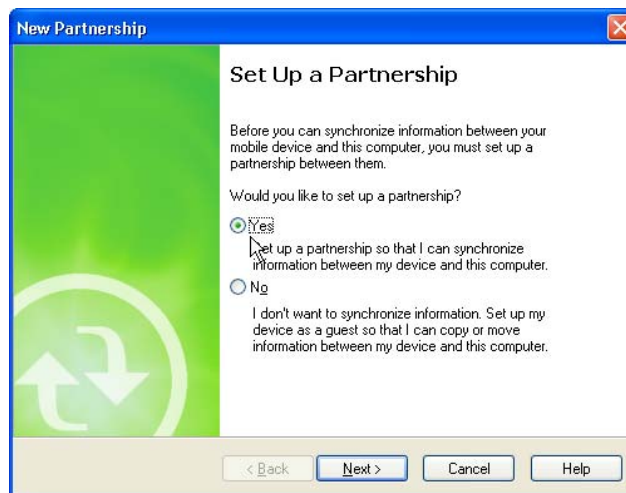 New Partnership
Set Up a Partnership
Before you can synchronize information between your
mobile device and this computer, you must set up a
partnership between them.
Would you like to set up a partnership?
Yes
Set up a partnership so that I can synchronize
information between my device and this computer.
No
I don't want to synchronize information. Set up my
device as a guest so that I can copy or move
information between my device and this computer.
< Back Next > Cancel Help